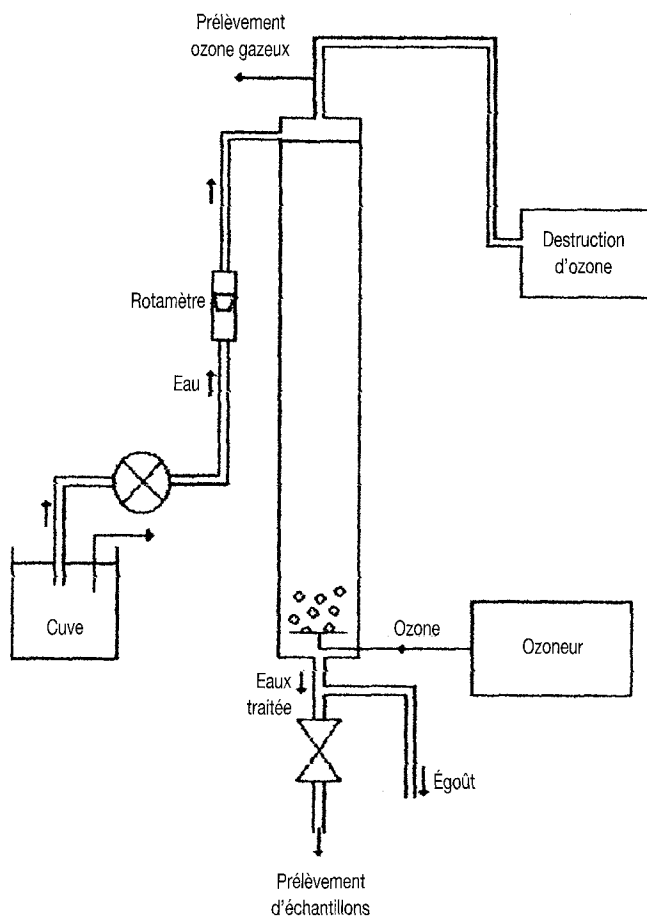 Prélèvement
ozone gazeux
Destruction
d'ozone
Rotamètre
Eau
Cuve
Ozone
Ozoneur
Eaux
traitée
Égoût
Prélèvement
d'échantillons